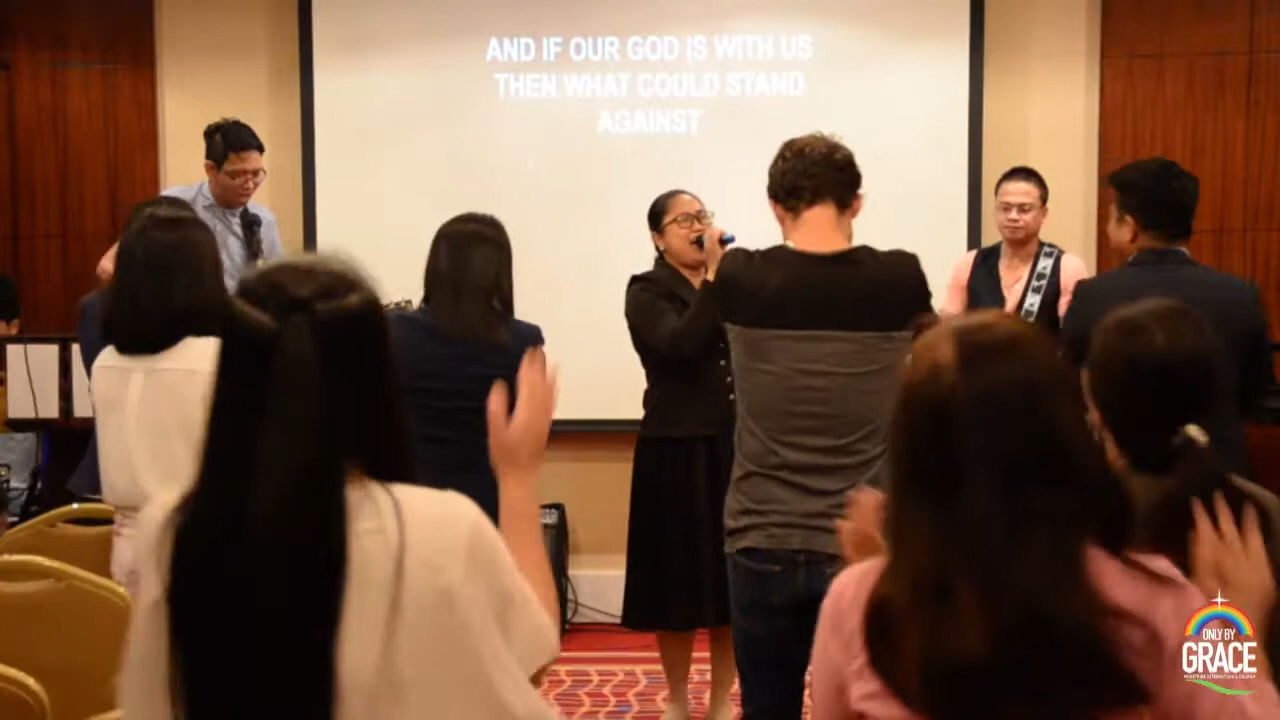 AND IF OUR GOD IS WITH US
THEN WHAT COULD STAND
AGAINST
ONLY BY
GRACE